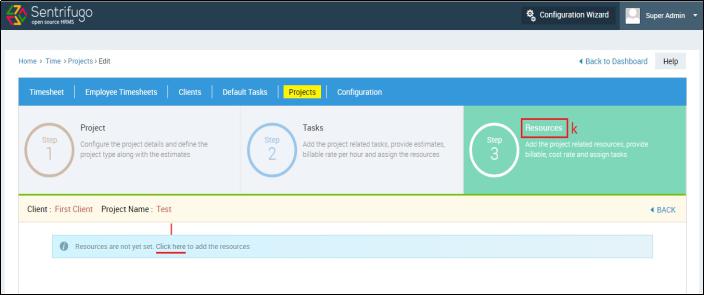 Sentrifugo
open source HRMS
Configuration Wizard
Super Admin
Home > Time > Projects > Edit
Back to Dashboard
Help
Timesheet
Employee Timesheets
Clients
Default Tasks
Projects
Configuration
Step
1
Project
Configure the project details and define the
project type along with the estimates
Step
2
Tasks
Add the project related tasks, provide estimates,
billable rate per hour and assign the resources
Step
3
Resources
k
Add the project related resources, provide
billable, cost rate and assign tasks
Client : First Client Project Name : Test
BACK
l
Resources are not yet set. Click here to add the resources